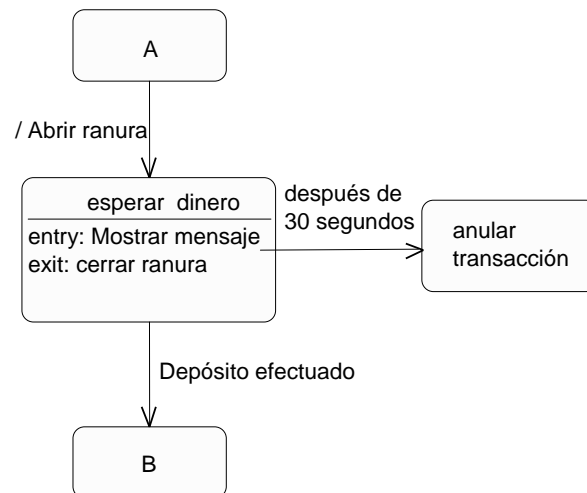 A
/ Abrir ranura
esperar dinero
entry: Mostrar mensaje
exit: cerrar ranura
después de
30 segundos
anular
transacción
Depósito efectuado
B